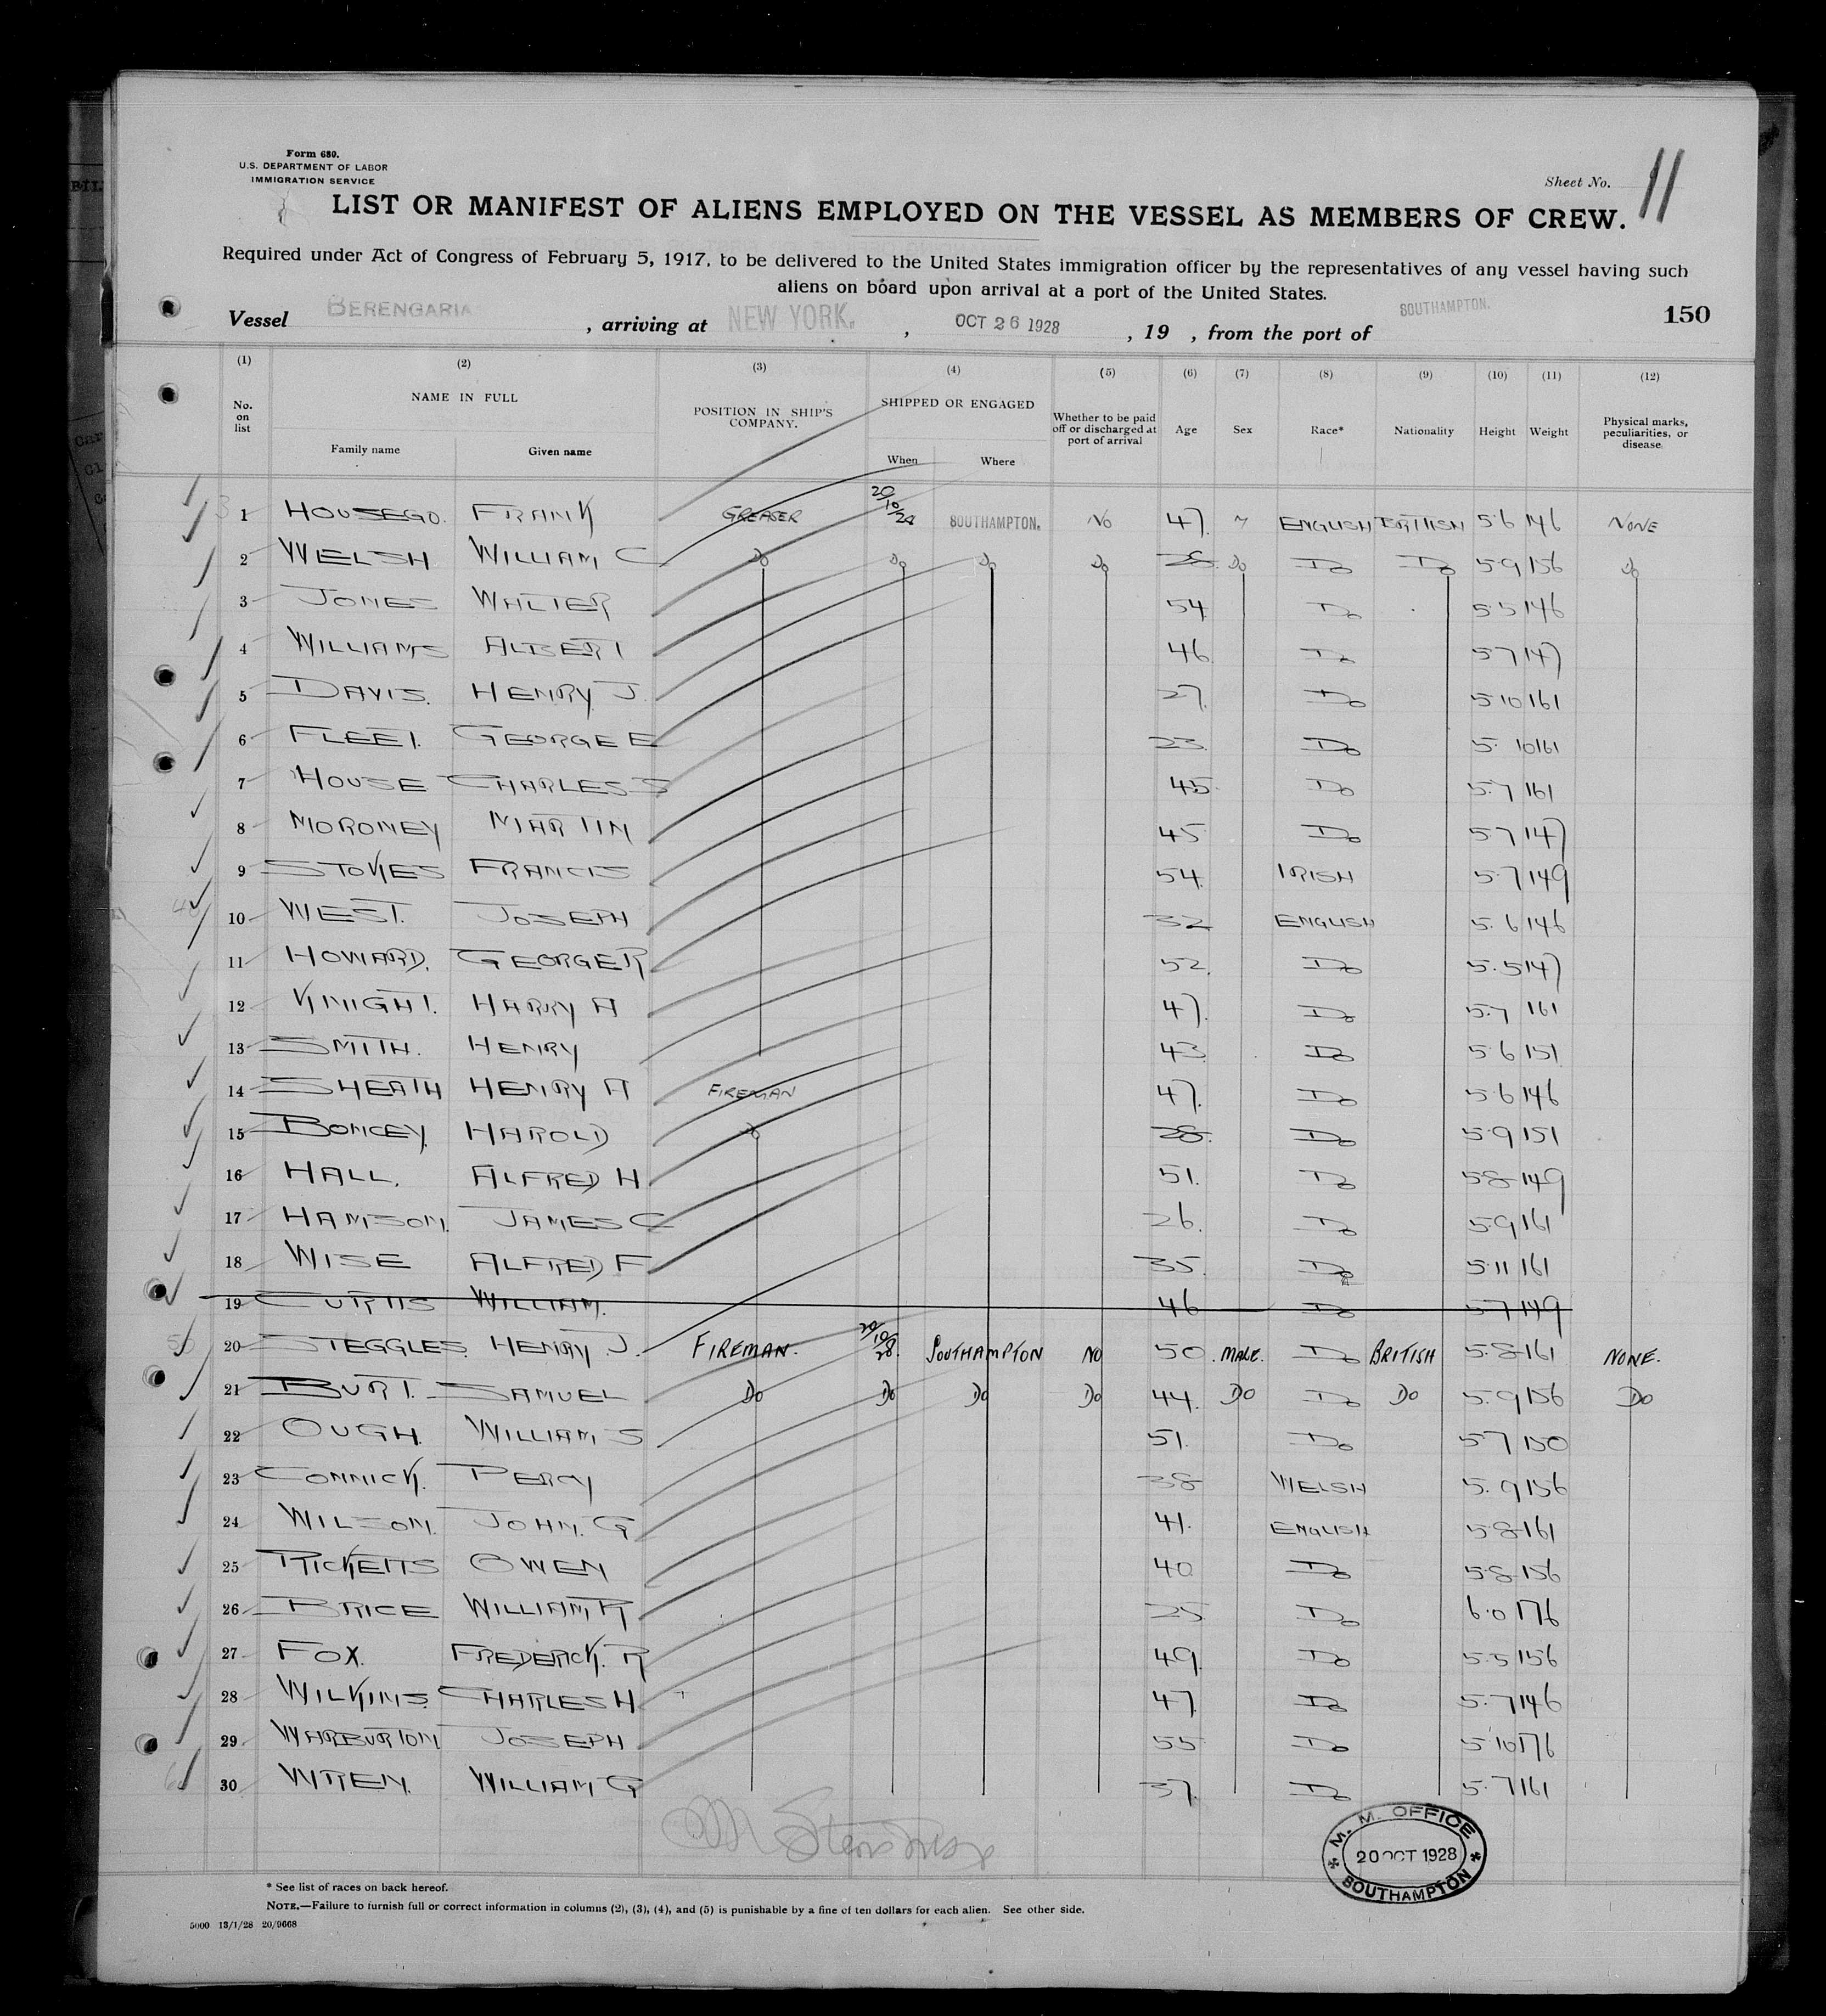 Form 680.
U.S. DEPARTMENT OF LABOR
IMMIGRATION SERVICE
Sheet No. 11
LIST OR MANIFEST OF ALIENS EMPLOYED ON THE VESSEL AS MEMBERS OF CREW.
Required under Act of Congress of February 5, 1917, to be delivered to the United States immigration officer by the representatives of any vessel having such
aliens on board upon arrival at a port of the United States.
Vessel BERENGARIA , arriving at NEW YORK. , OCT 26 1928 , 19 , from the port of SOUTHAMPTON. 150
(1) (2) (3) (4) (5) (6) (7) (8) (9) (10) (11) (12)
No. on list NAME IN FULL Family name Given name POSITION IN SHIP'S COMPANY. SHIPPED OR ENGAGED When Where Whether to be paid off or discharged at port of arrival Age Sex Race* Nationality Height Weight Physical marks, peculiarities, or disease.
1 HOUSEGO. FRANK GREASER 20/10/28 SOUTHAMPTON. NO 47. M ENGLISH BRITISH 5.6 146 NONE
2 WELSH WILLIAM C Do Do Do Do 28. Do Do Do 5.9 156 Do
3 JONES WALTER 54 Do 5.5 146
4 WILLIAMS ALBERT 46 Do 5.7 147
5 DAVIS. HENRY J. 27. Do 5.10 161
6 FLEET. GEORGE E 23. Do 5.10 161
7 HOUSE CHARLES S 45. Do 5.7 161
8 MORONEY MARTIN 45 Do 5.7 147
9 STOKES FRANCIS 54. IRISH 5.7 149
10 WEST. JOSEPH 32 ENGLISH 5.6 146
11 HOWARD. GEORGE R 52. Do 5.5 147
12 KNIGHT. HARRY A 47. Do 5.7 161
13 SMITH. HENRY 43. Do 5.6 151
14 SHEATH HENRY A FIREMAN 47. Do 5.6 146
15 BONCEY. HAROLD Do 28. Do 5.9 151
16 HALL. ALFRED H 51. Do 5.8 149
17 HANSON. JAMES C 26. Do 5.9 161
18 WISE ALFRED F 35. Do 5.11 161
19 CURTIS WILLIAM. 46 Do 5.7 149
20 STEGGLES. HENRY J. FIREMAN. 20/10/28. SOUTHAMPTON NO 50. MALE. Do BRITISH 5.8 161 NONE.
21 BURT. SAMUEL Do Do Do Do 44. Do Do Do 5.9 156 Do
22 OUGH. WILLIAM S 51. Do 5.7 150
23 CONNICK. PERCY 38 WELSH 5.9 156
24 WILSON. JOHN. G 41. ENGLISH 5.8 161
25 RICKETTS OWEN 40 Do 5.8 156
26 BRICE WILLIAM R 25 Do 6.0 176
27 FOX. FREDERICK. R 49. Do 5.5 156
28 WILKINS. CHARLES H 47. Do 5.7 146
29 WARBURTON JOSEPH 55 Do 5.10 176
30 WREN. WILLIAM G 37. Do 5.7 161
M. M. OFFICE
20 OCT 1928
SOUTHAMPTON
* See list of races on back hereof.
NOTE.—Failure to furnish full or correct information in columns (2), (3), (4), and (5) is punishable by a fine of ten dollars for each alien. See other side.
5000 13/1/28 20/9668